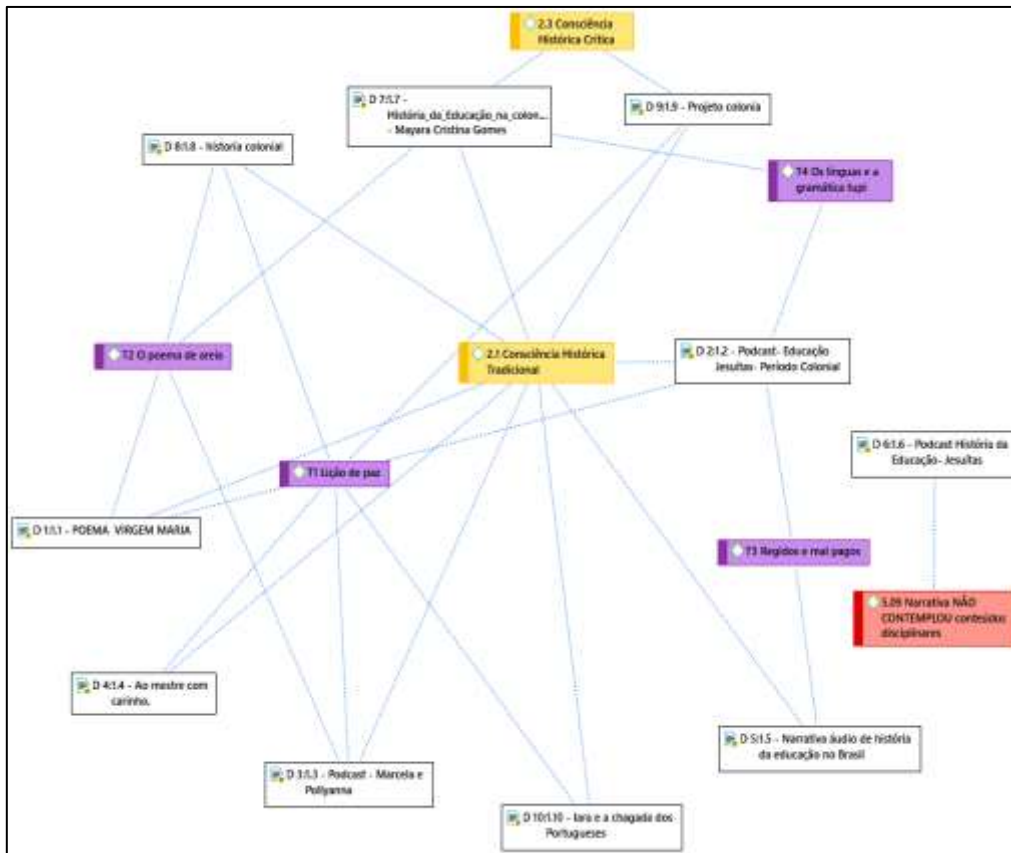 2.3 Consciência
Histórica Crítica
D 7:1.7 -
História_da_Educação_na_colon...
- Mayara Cristina Gomes
D 9:1.9 - Projeto colonia
D 8:1.8 - historia colonial
T4 Os línguas e a
gramática tupi
T2 O poema de areia
2.1 Consciência Histórica
Tradicional
D 2:1.2 - Podcast- Educação
Jesuítas- Período Colonial
D 6:1.6 - Podcast História da
Educação- Jesuítas
T1 Lição de paz
D 1:1.1 - POEMA VIRGEM MARIA
T3 Regidos e mal pagos
5.09 Narrativa NÃO
CONTEMPLOU conteúdos
disciplinares
D 4:1.4 - Ao mestre com
carinho.
D 5:1.5 - Narrativa áudio de história
da educação no Brasil
D 3:1.3 - Podcast - Marcela e
Pollyanna
D 10:1.10 - Iara e a chagada dos
Portugueses